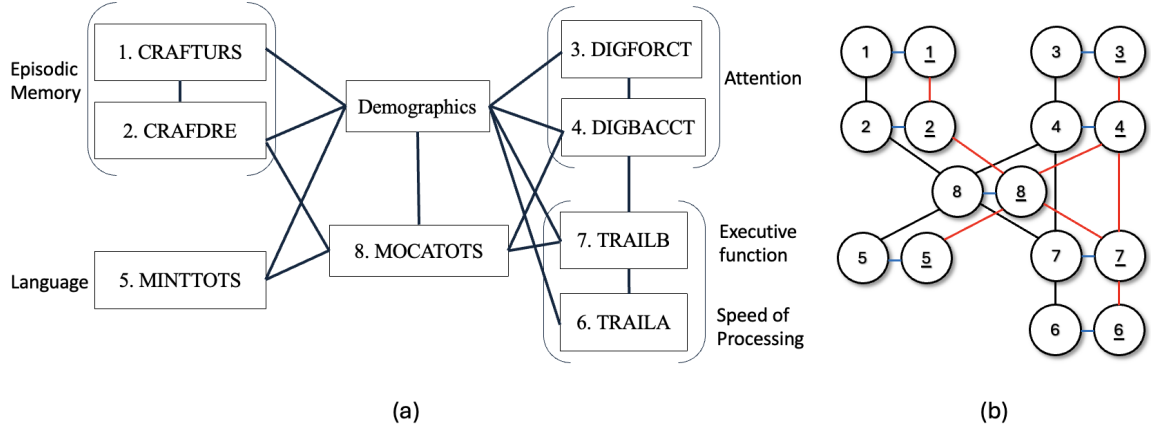 Episodic
Memory
1. CRAFTURS
2. CRAFDRE
Language
5. MINTTOTS
Demographics
8. MOCATOTS
3. DIGFORCT
4. DIGBACCT
Attention
7. TRAILB
6. TRAILA
Executive
function
Speed of
Processing
(a)
1 1 3 3
2 2 4 4
8 8
5 5 7 7
6 6
(b)